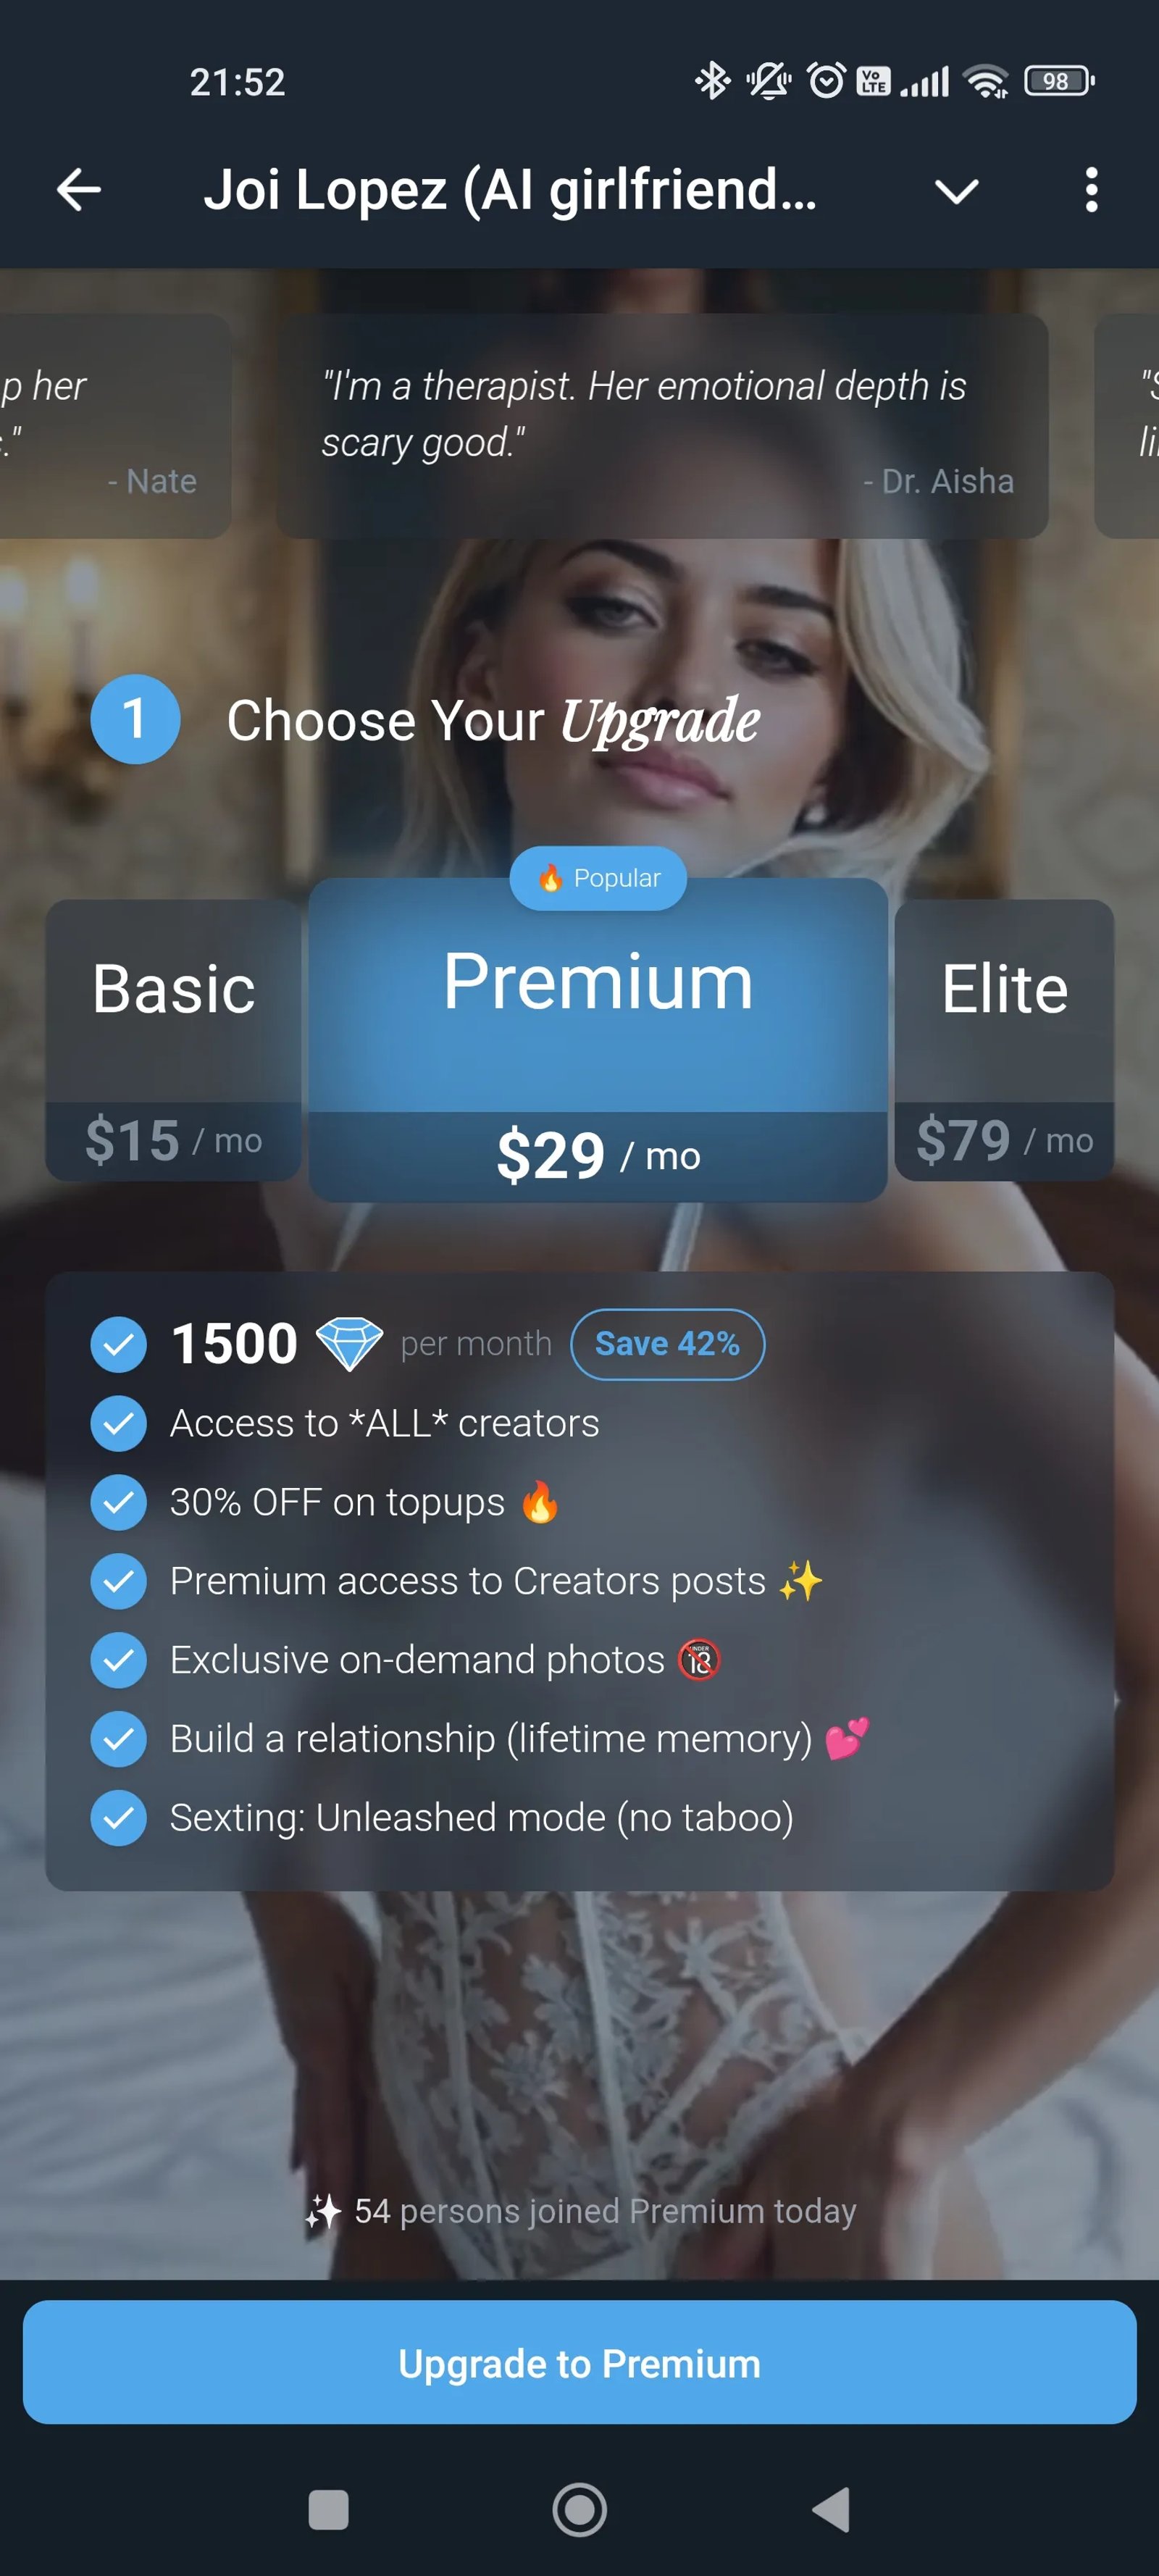 21:52
Vo LTE
98
Joi Lopez (AI girlfriend...
p her
."
- Nate
"I'm a therapist. Her emotional depth is
scary good."
- Dr. Aisha
"S
li
1 Choose Your Upgrade
Popular
Basic
Premium
Elite
$15 / mo
$29 / mo
$79 / mo
1500 per month Save 42%
Access to *ALL* creators
30% OFF on topups 🔥
Premium access to Creators posts ✨
Exclusive on-demand photos 🔞
Build a relationship (lifetime memory) 💕
Sexting: Unleashed mode (no taboo)
54 persons joined Premium today
Upgrade to Premium